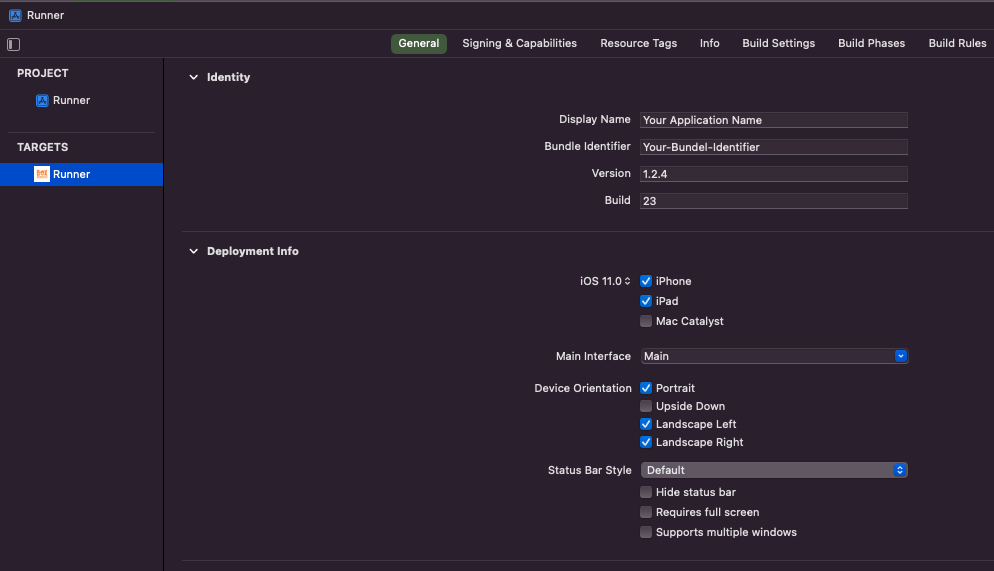 Runner
General Signing & Capabilities Resource Tags Info Build Settings Build Phases Build Rules
PROJECT
Runner
TARGETS
Runner
Identity
Display Name Your Application Name
Bundle Identifier Your-Bundel-Identifier
Version 1.2.4
Build 23
Deployment Info
iOS 11.0 iPhone
iPad
Mac Catalyst
Main Interface Main
Device Orientation Portrait
Upside Down
Landscape Left
Landscape Right
Status Bar Style Default
Hide status bar
Requires full screen
Supports multiple windows